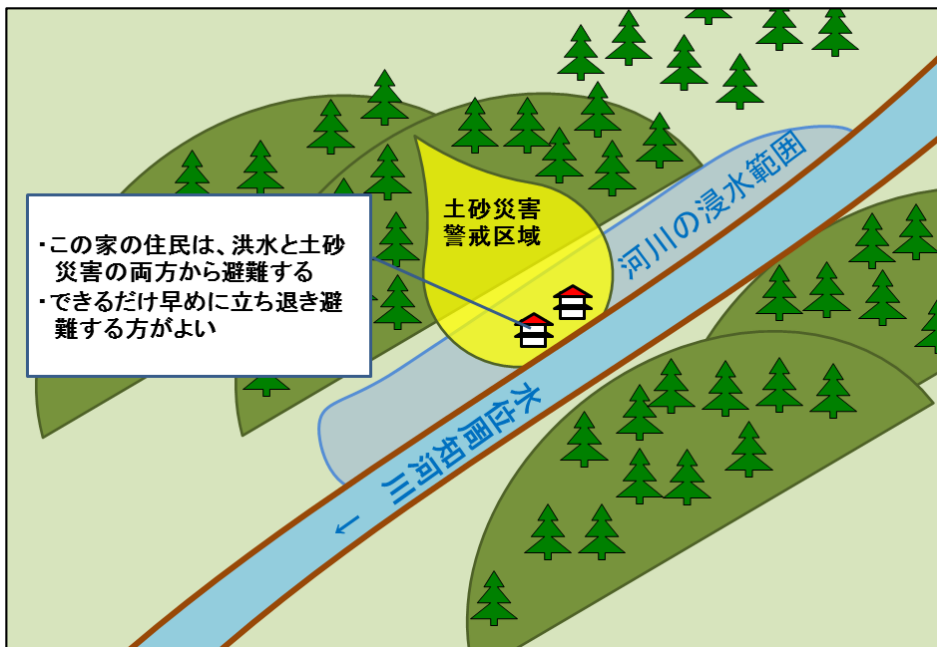 土砂災害
警戒区域
河川の浸水範囲
・この家の住民は、洪水と土砂
災害の両方から避難する
・できるだけ早めに立ち退き避
難する方がよい
水位周知河川
←